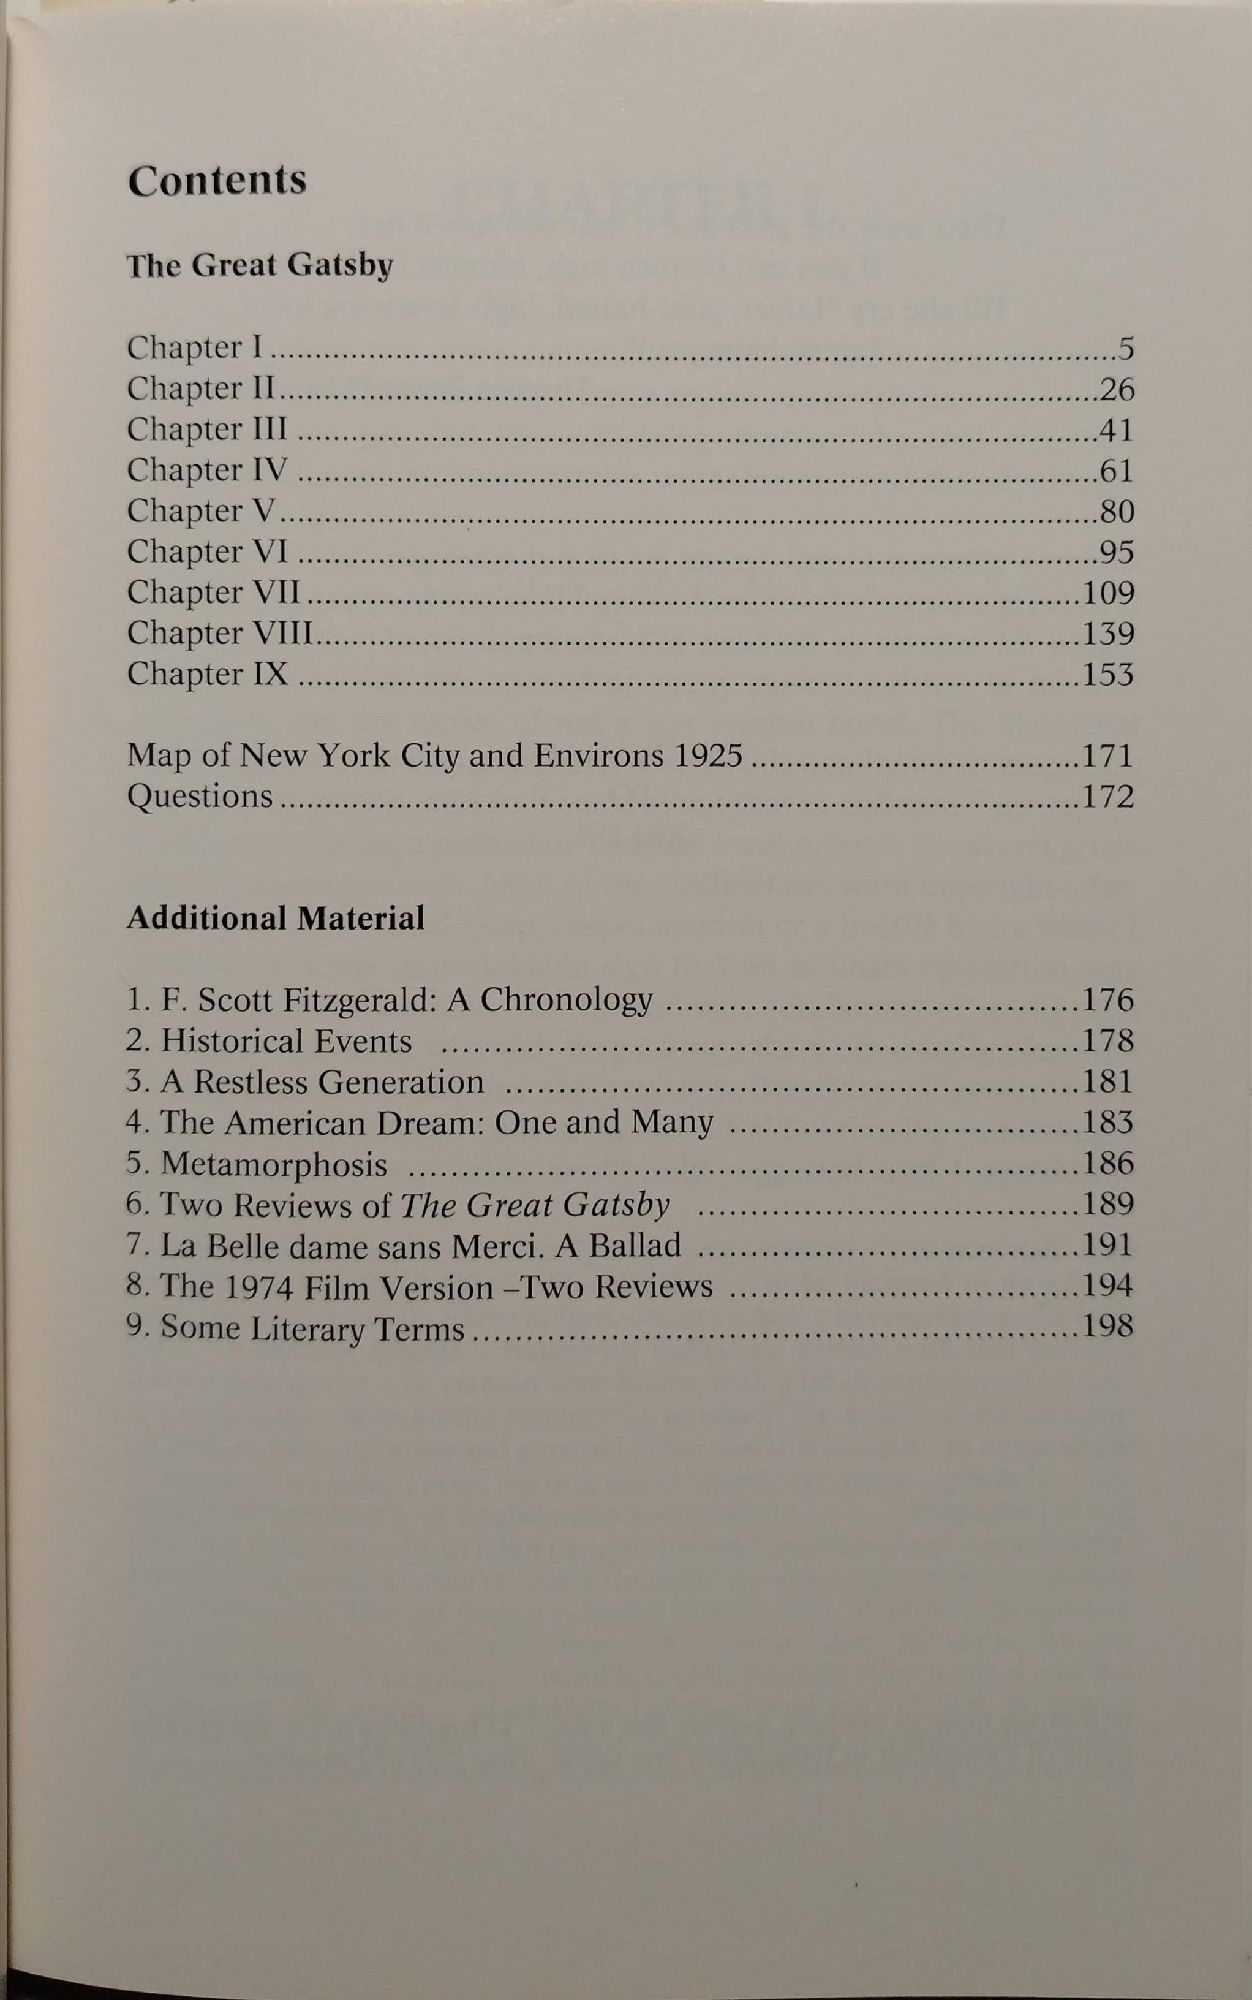 Contents
The Great Gatsby
Chapter I ........................................ 5
Chapter II ........................................ 26
Chapter III ........................................ 41
Chapter IV ........................................ 61
Chapter V ........................................ 80
Chapter VI ........................................ 95
Chapter VII ........................................ 109
Chapter VIII ........................................ 139
Chapter IX ........................................ 153
Map of New York City and Environs 1925 ........................................ 171
Questions ........................................ 172
Additional Material
1. F. Scott Fitzgerald: A Chronology ........................................ 176
2. Historical Events ........................................ 178
3. A Restless Generation ........................................ 181
4. The American Dream: One and Many ........................................ 183
5. Metamorphosis ........................................ 186
6. Two Reviews of The Great Gatsby ........................................ 189
7. La Belle dame sans Merci. A Ballad ........................................ 191
8. The 1974 Film Version –Two Reviews ........................................ 194
9. Some Literary Terms ........................................ 198